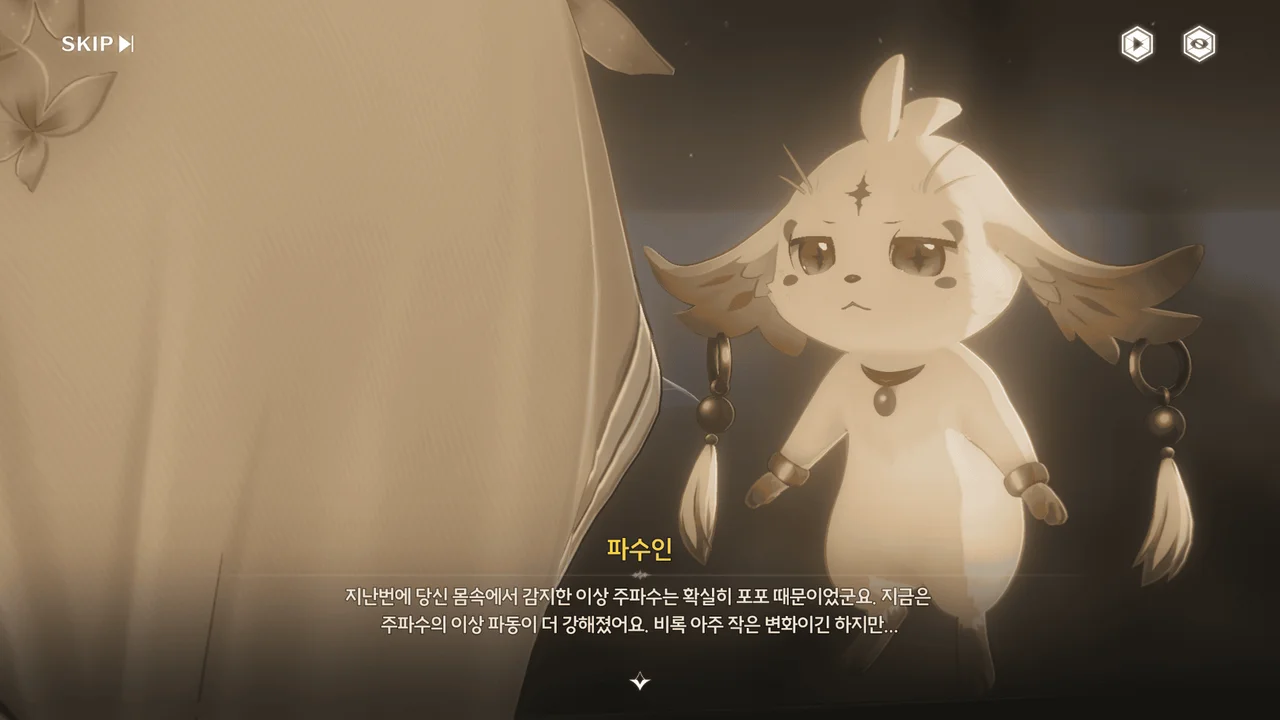 SKIP
파수인
지난번에 당신 몸속에서 감지한 이상 주파수는 확실히 포포 때문이었군요. 지금은
주파수의 이상 파동이 더 강해졌어요. 비록 아주 작은 변화이긴 하지만...